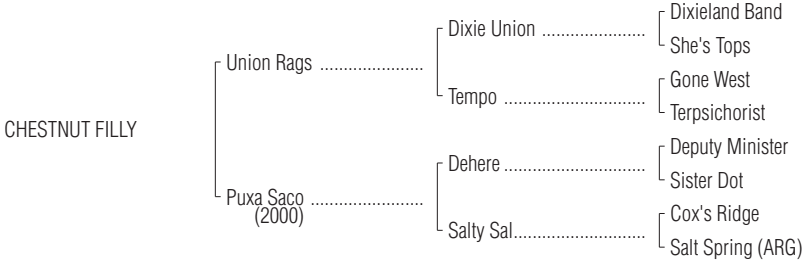 Dixieland Band
Dixie Union ......................
She's Tops
Union Rags ......................
Gone West
Tempo ..............................
Terpsichorist
CHESTNUT FILLY
Deputy Minister
Dehere ..............................
Sister Dot
Puxa Saco ........................
(2000)
Cox's Ridge
Salty Sal............................
Salt Spring (ARG)